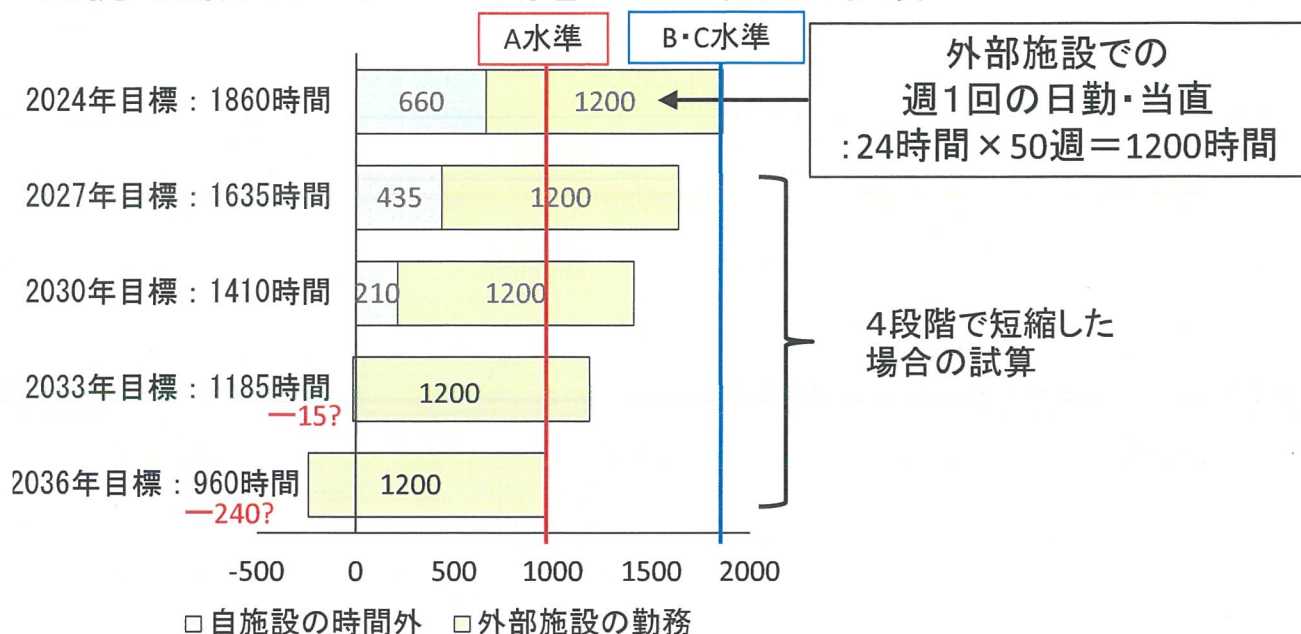 A水準
B・C水準
外部施設での
週1回の日勤・当直
:24時間×50週＝1200時間
2024年目標：1860時間
660
1200
2027年目標：1635時間
435
1200
2030年目標：1410時間
210
1200
2033年目標：1185時間
1200
ー15?
2036年目標：960時間
1200
ー240?
4段階で短縮した
場合の試算
-500 0 500 1000 1500 2000
□自施設の時間外 □外部施設の勤務